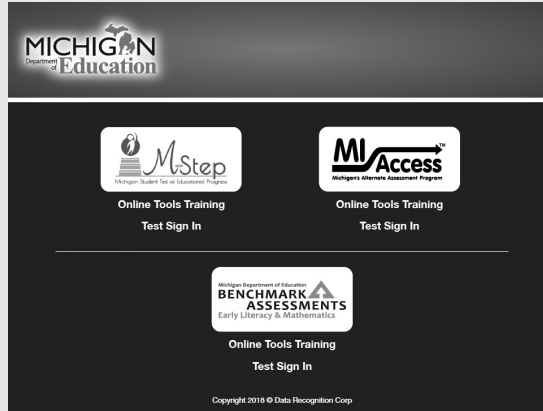 MICHIGAN
Department of Education
M-Step
Michigan Student Test of Educational Progress
Online Tools Training
Test Sign In
MI Access™
Michigan's Alternate Assessment Program
Online Tools Training
Test Sign In
Michigan Department of Education
BENCHMARK
ASSESSMENTS
Early Literacy & Mathematics
Online Tools Training
Test Sign In
Copyright 2018 © Data Recognition Corp